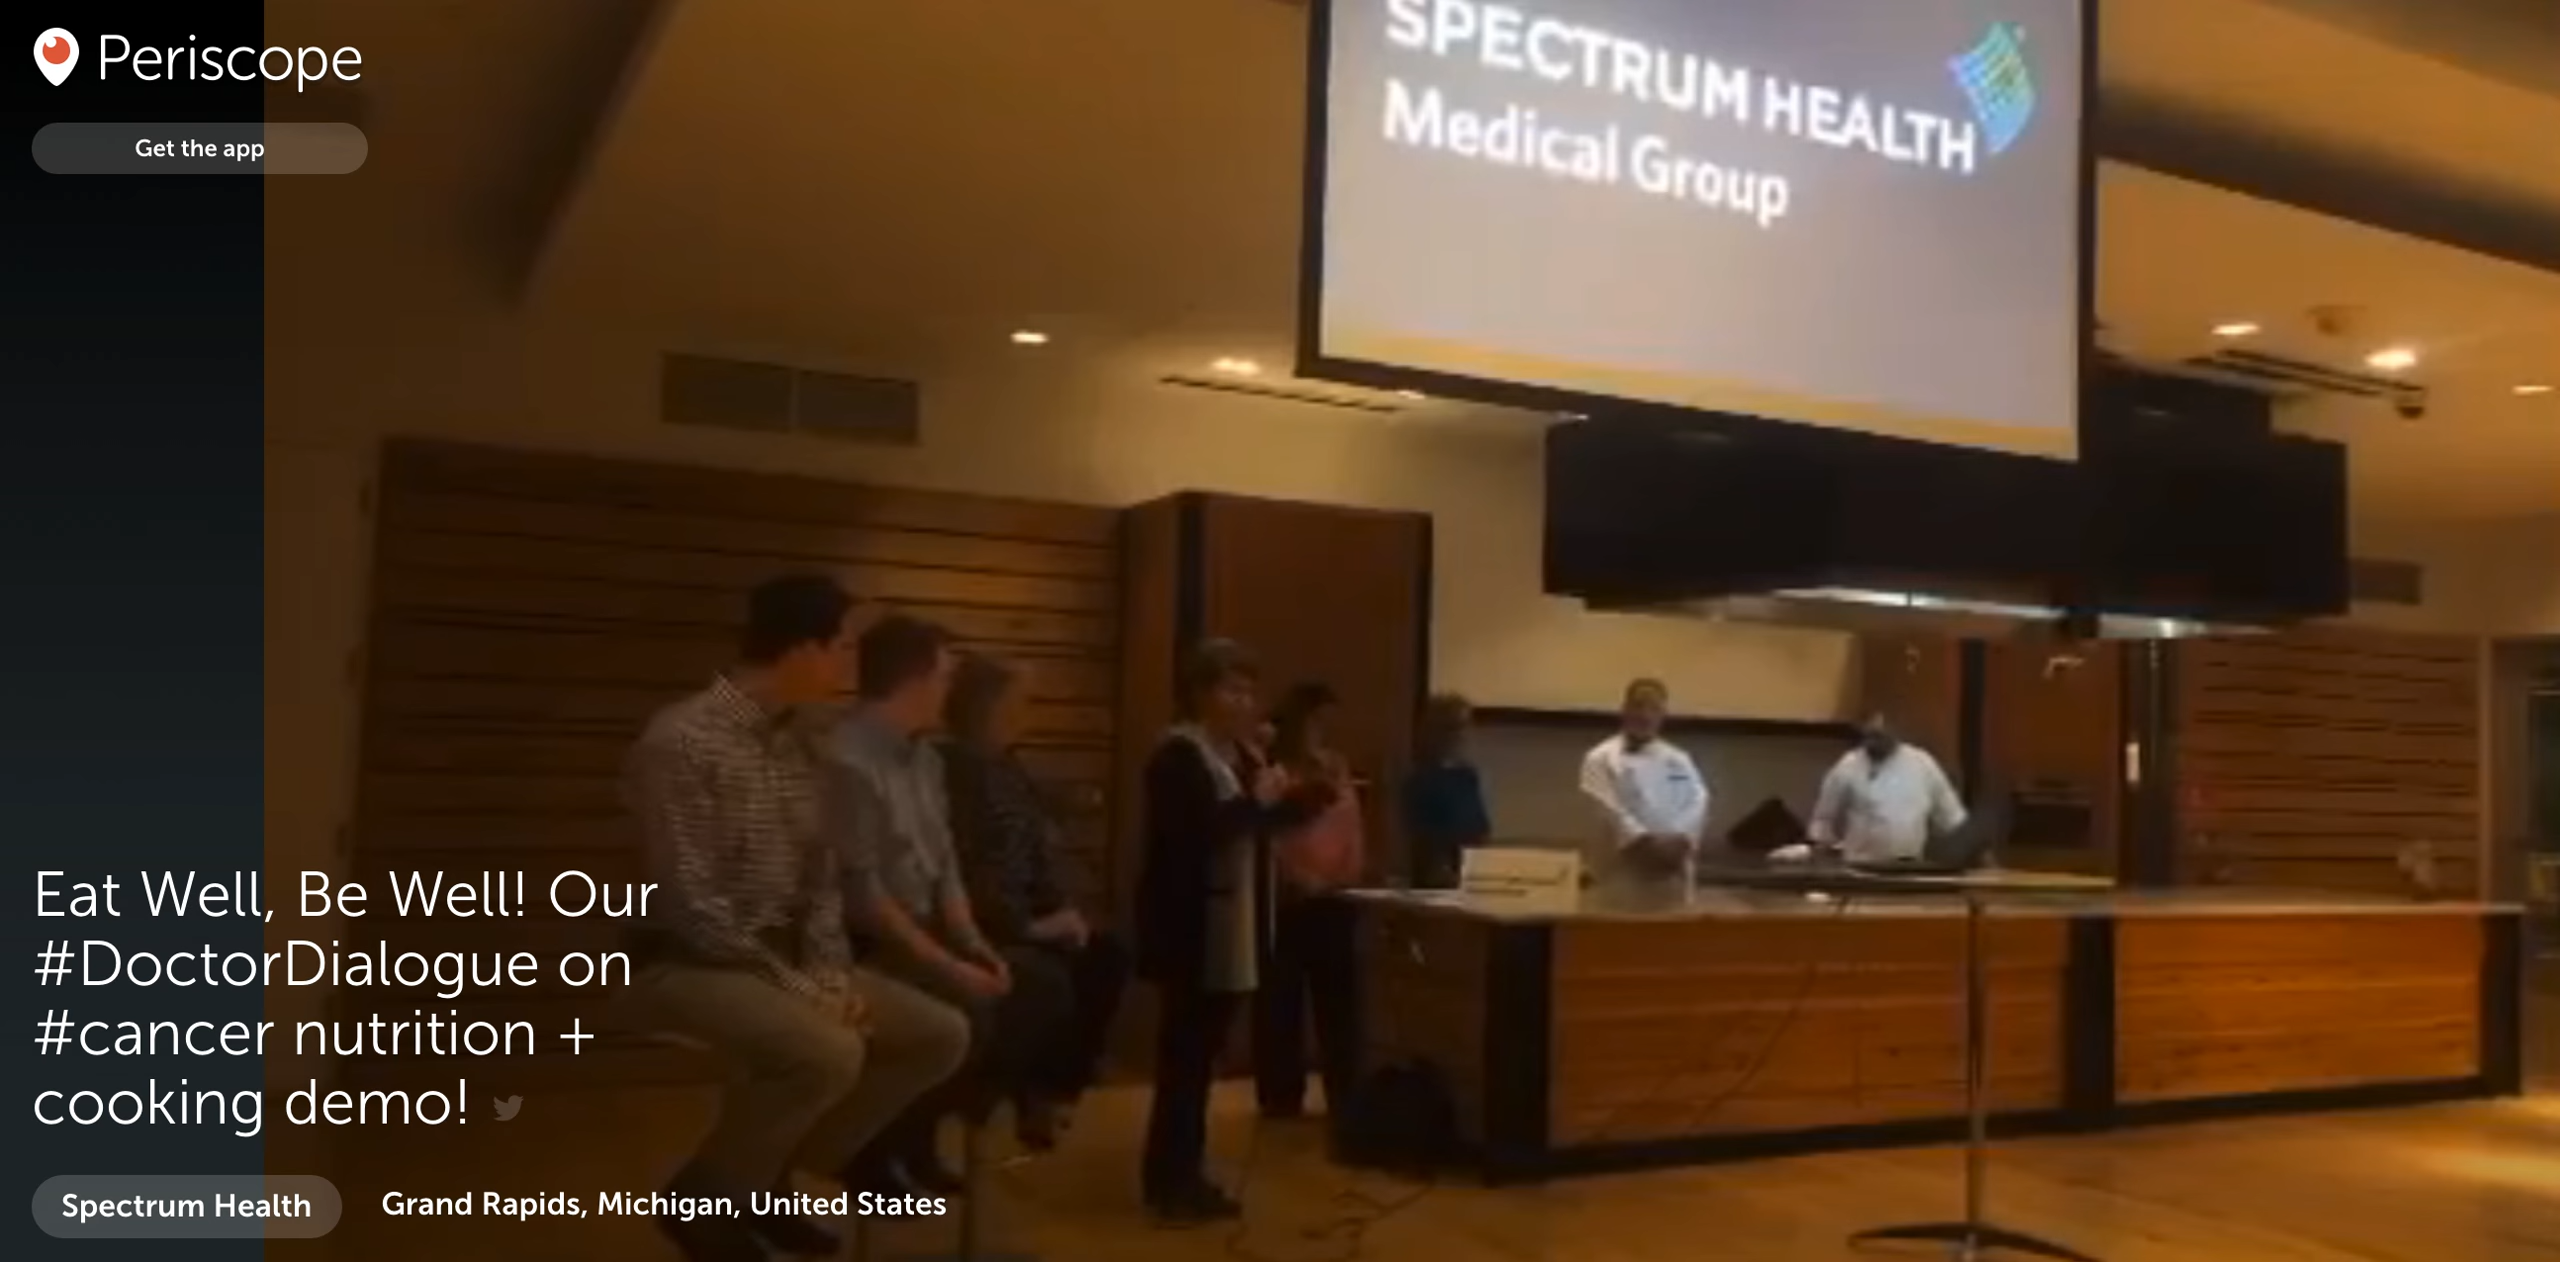 Periscope
Get the app
SPECTRUM HEALTH
Medical Group
Eat Well, Be Well! Our
#DoctorDialogue on
#cancer nutrition +
cooking demo!
Spectrum Health
Grand Rapids, Michigan, United States